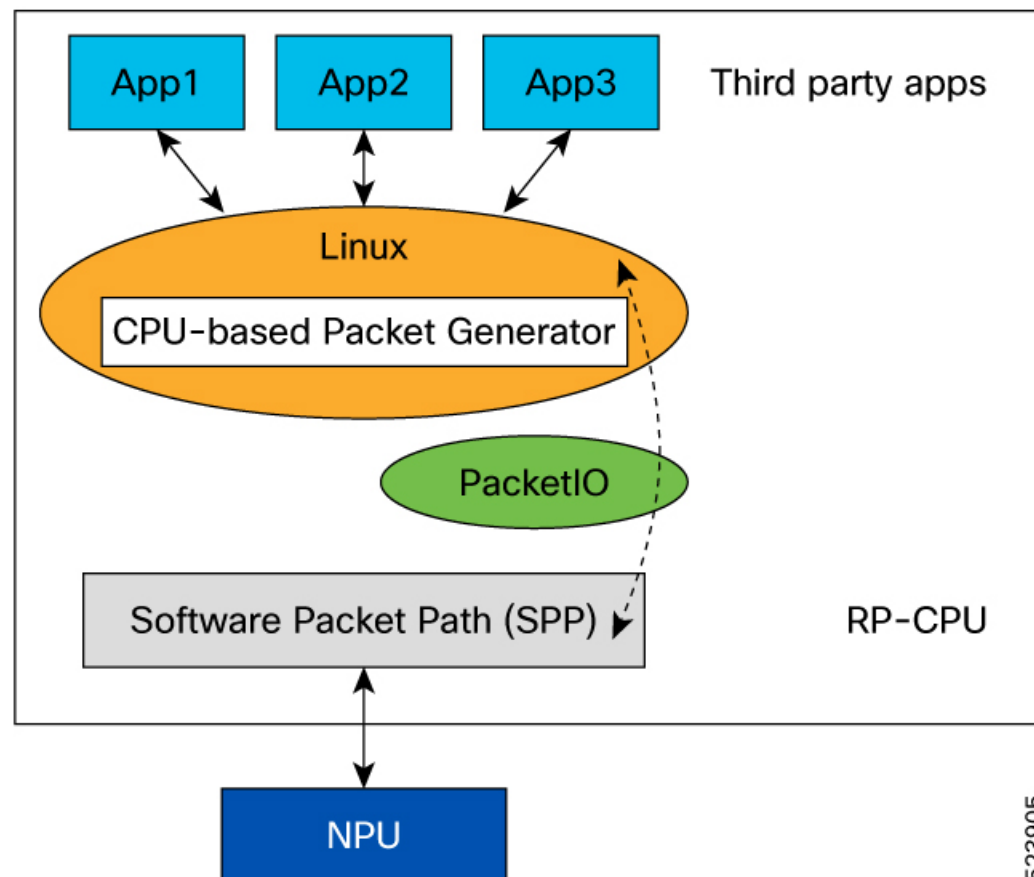 App1
App2
App3
Third party apps
Linux
CPU-based Packet Generator
PacketIO
Software Packet Path (SPP)
RP-CPU
NPU
523905